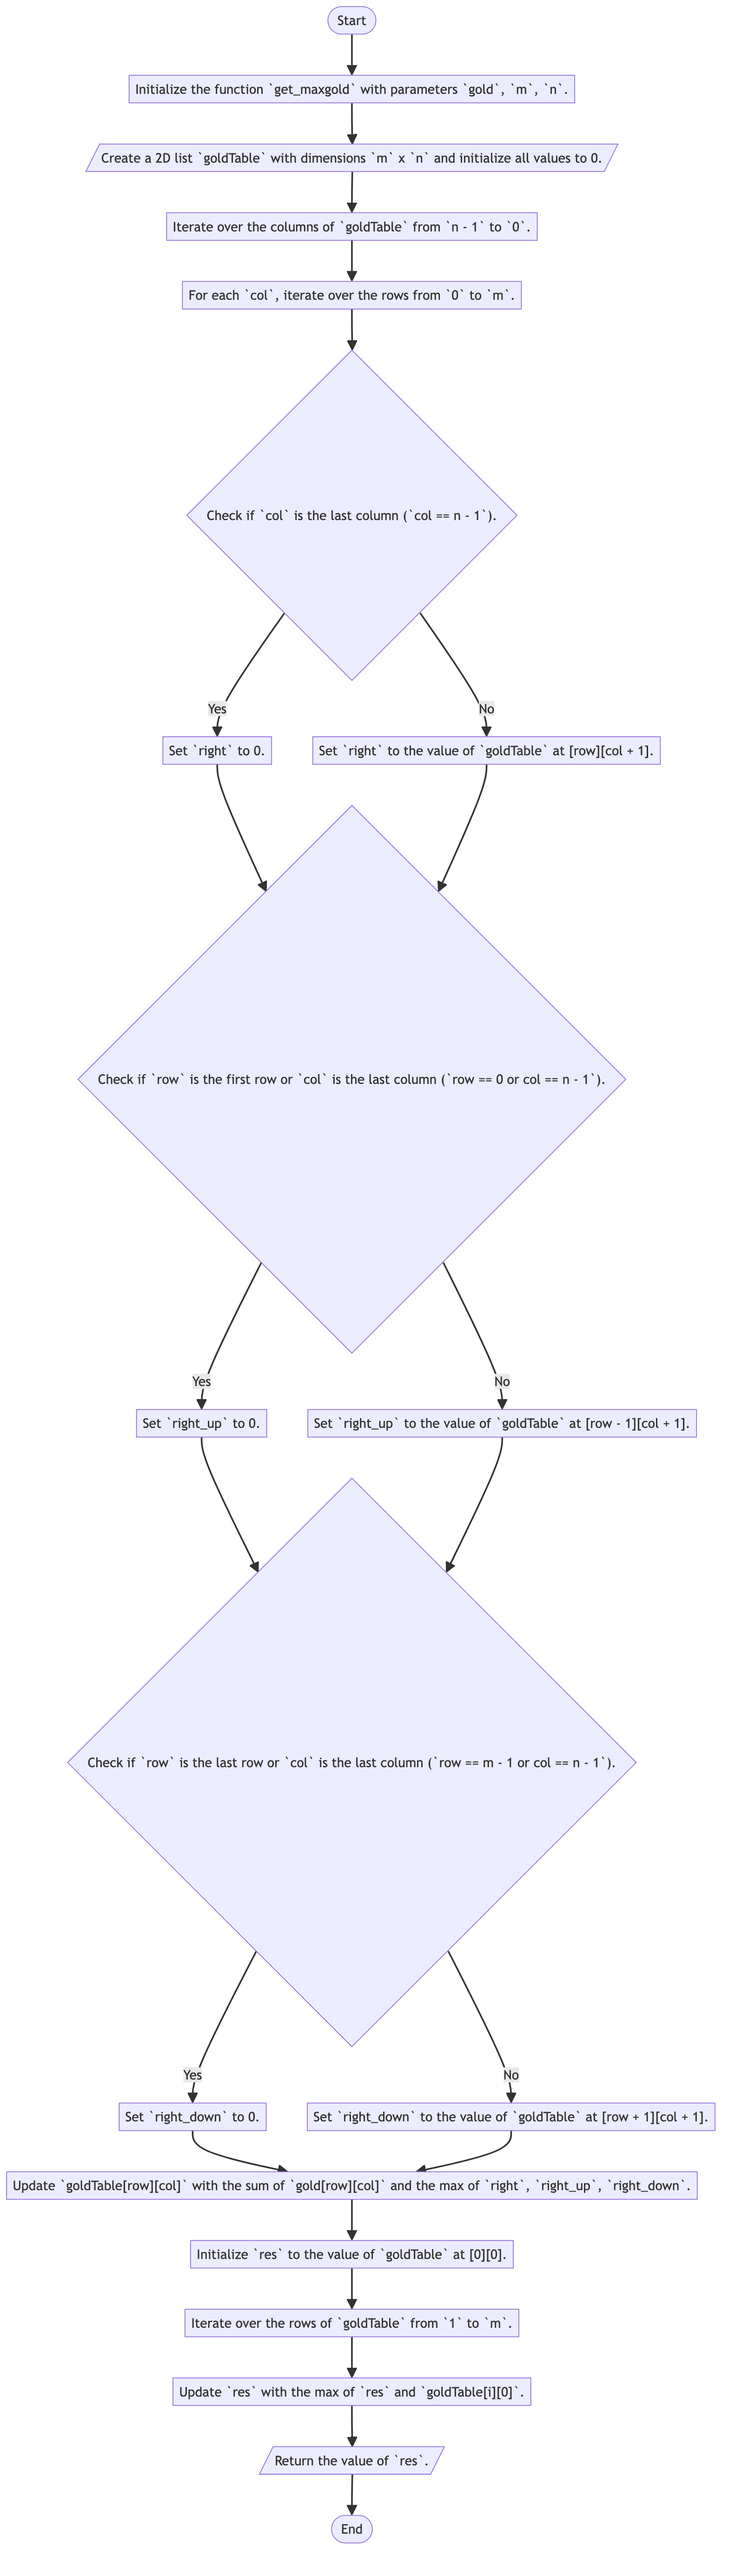 Start
Initialize the function `get_maxgold` with parameters `gold`, `m`, `n`.
Create a 2D list `goldTable` with dimensions `m` x `n` and initialize all values to 0.
Iterate over the columns of `goldTable` from `n - 1` to `0`.
For each `col`, iterate over the rows from `0` to `m`.
Check if `col` is the last column (`col == n - 1`).
Yes
No
Set `right` to 0.
Set `right` to the value of `goldTable` at [row][col + 1].
Check if `row` is the first row or `col` is the last column (`row == 0 or col == n - 1`).
Yes
No
Set `right_up` to 0.
Set `right_up` to the value of `goldTable` at [row - 1][col + 1].
Check if `row` is the last row or `col` is the last column (`row == m - 1 or col == n - 1`).
Yes
No
Set `right_down` to 0.
Set `right_down` to the value of `goldTable` at [row + 1][col + 1].
Update `goldTable[row][col]` with the sum of `gold[row][col]` and the max of `right`, `right_up`, `right_down`.
Initialize `res` to the value of `goldTable` at [0][0].
Iterate over the rows of `goldTable` from `1` to `m`.
Update `res` with the max of `res` and `goldTable[i][0]`.
Return the value of `res`.
End